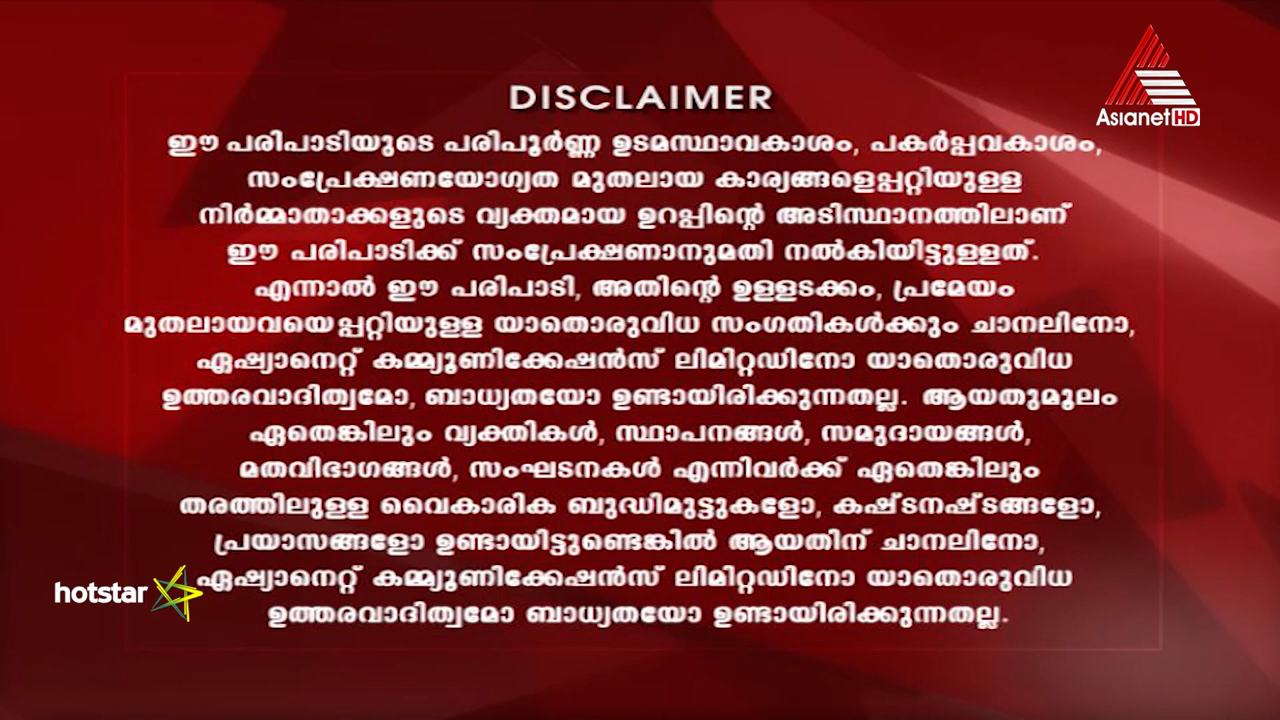 Asianet HD
DISCLAIMER
ഈ പരിപാടിയുടെ പരിപൂർണ്ണ ഉടമസ്ഥാവകാശം, പകർപ്പവകാശം,
സംപ്രേക്ഷണയോഗ്യത മുതലായ കാര്യങ്ങളെപ്പറ്റിയുള്ള
നിർമ്മാതാക്കളുടെ വ്യക്തമായ ഉറപ്പിന്റെ അടിസ്ഥാനത്തിലാണ്
ഈ പരിപാടിക്ക് സംപ്രേക്ഷണാനുമതി നൽകിയിട്ടുള്ളത്.
എന്നാൽ ഈ പരിപാടി, അതിന്റെ ഉള്ളടക്കം, പ്രമേയം
മുതലായവയെപ്പറ്റിയുള്ള യാതൊരുവിധ സംഗതികൾക്കും ചാനലിനോ,
ഏഷ്യാനെറ്റ് കമ്മ്യൂണിക്കേഷൻസ് ലിമിറ്റഡിനോ യാതൊരുവിധ
ഉത്തരവാദിത്വമോ, ബാധ്യതയോ ഉണ്ടായിരിക്കുന്നതല്ല. ആയതുമൂലം
ഏതെങ്കിലും വ്യക്തികൾ, സ്ഥാപനങ്ങൾ, സമുദായങ്ങൾ,
മതവിഭാഗങ്ങൾ, സംഘടനകൾ എന്നിവർക്ക് ഏതെങ്കിലും
തരത്തിലുള്ള വൈകാരിക ബുദ്ധിമുട്ടുകളോ, കഷ്ടനഷ്ടങ്ങളോ,
പ്രയാസങ്ങളോ ഉണ്ടായിട്ടുണ്ടെങ്കിൽ ആയതിന് ചാനലിനോ,
ഏഷ്യാനെറ്റ് കമ്മ്യൂണിക്കേഷൻസ് ലിമിറ്റഡിനോ യാതൊരുവിധ
ഉത്തരവാദിത്വമോ ബാധ്യതയോ ഉണ്ടായിരിക്കുന്നതല്ല.
hotstar